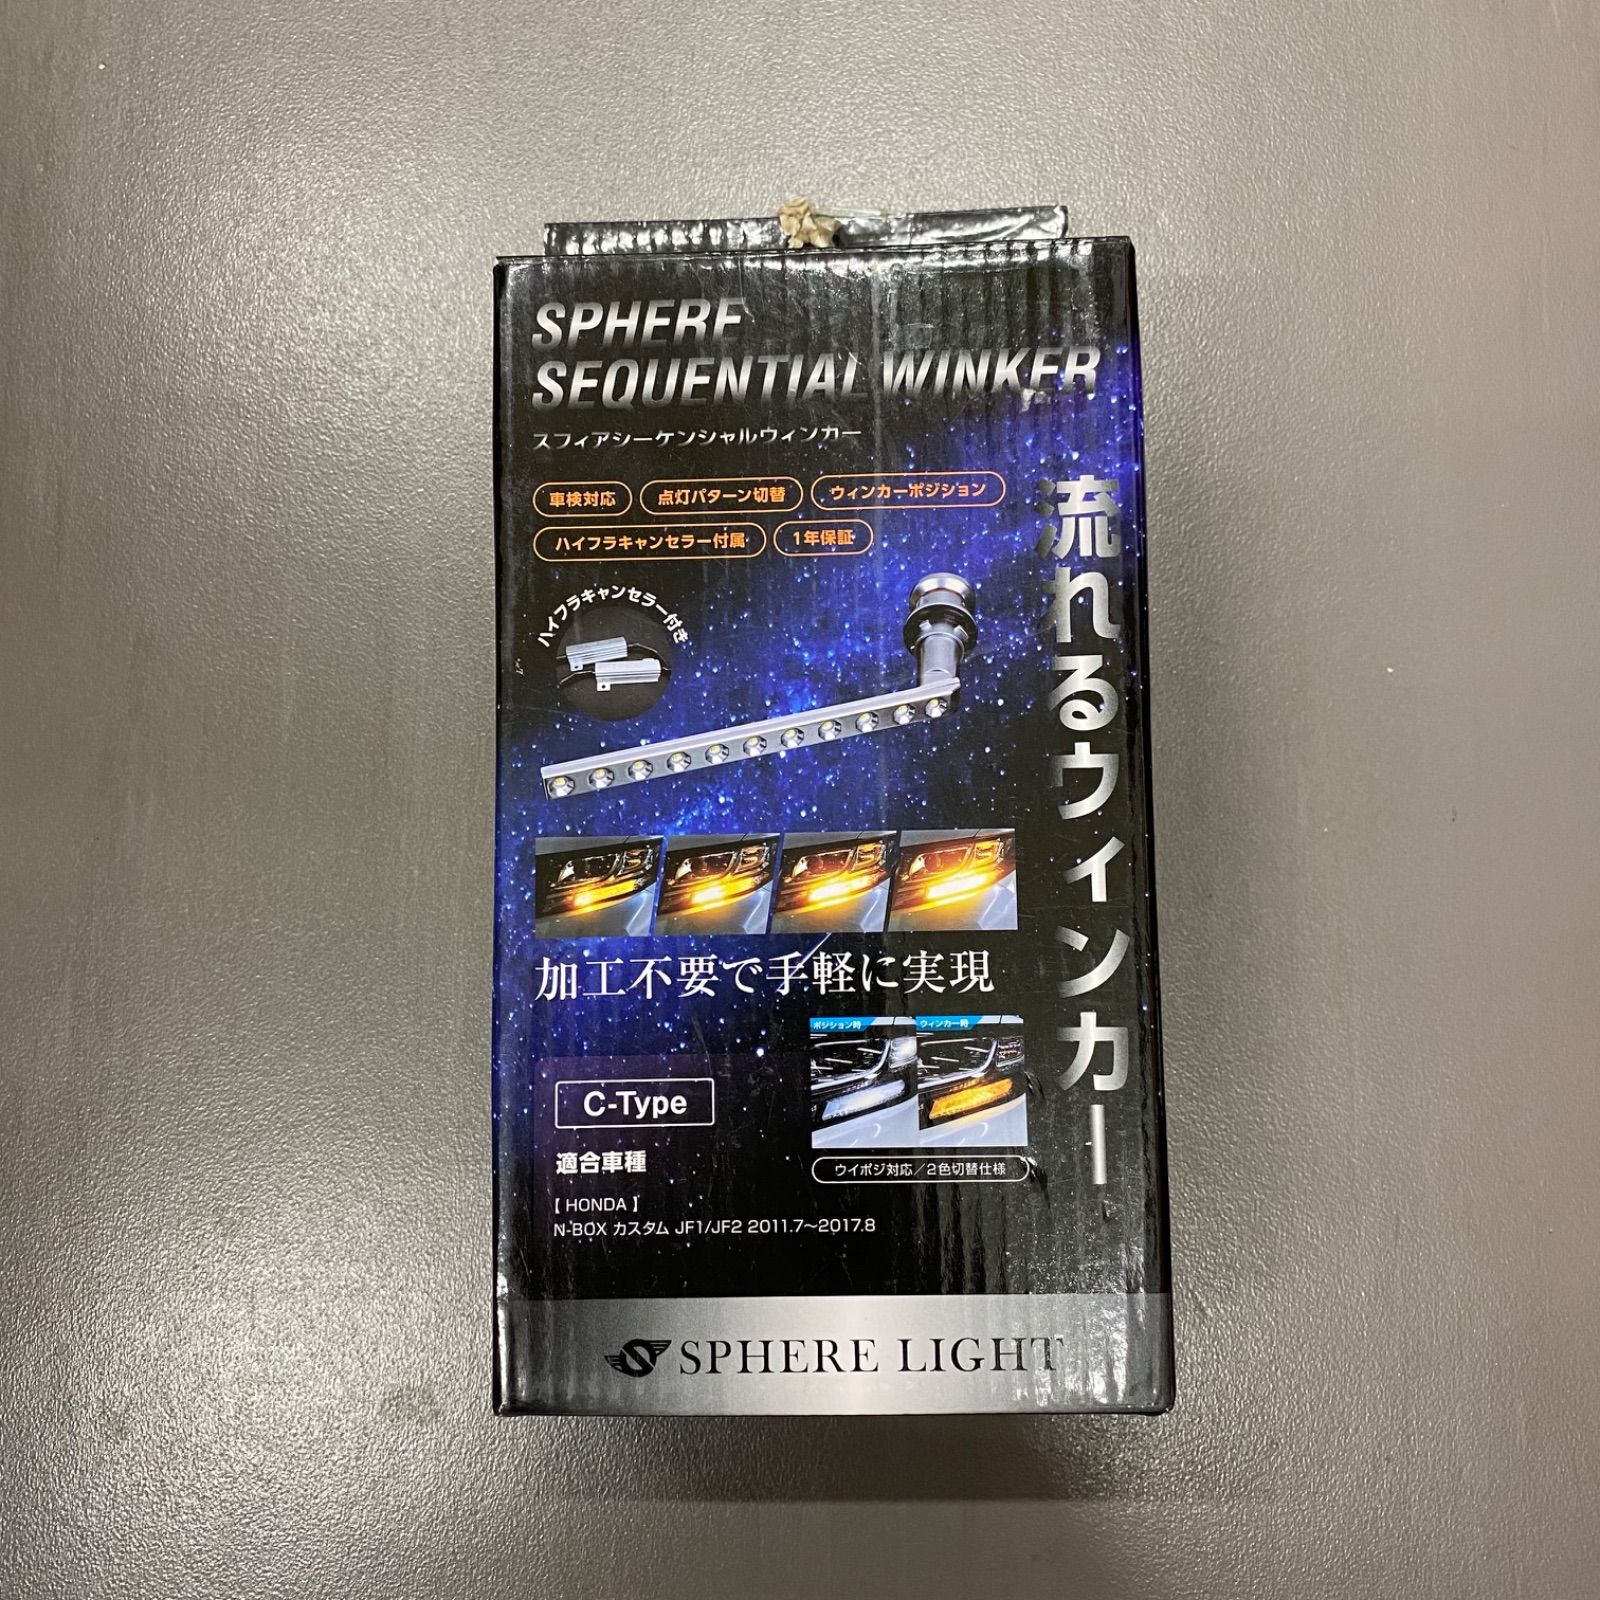 SPHERE
SEQUENTIAL WINKER
スフィアシーケンシャルウィンカー
車検対応
点灯パターン切替
ウィンカーポジション
ハイフラキャンセラー付属
1年保証
流れるウィンカー
ハイフラキャンセラー付き
加工不要で手軽に実現
ポジション時
ウィンカー時
C-Type
ウイポジ対応／2色切替仕様
適合車種
【 HONDA 】
N-BOX カスタム JF1/JF2 2011.7～2017.8
SPHERE LIGHT